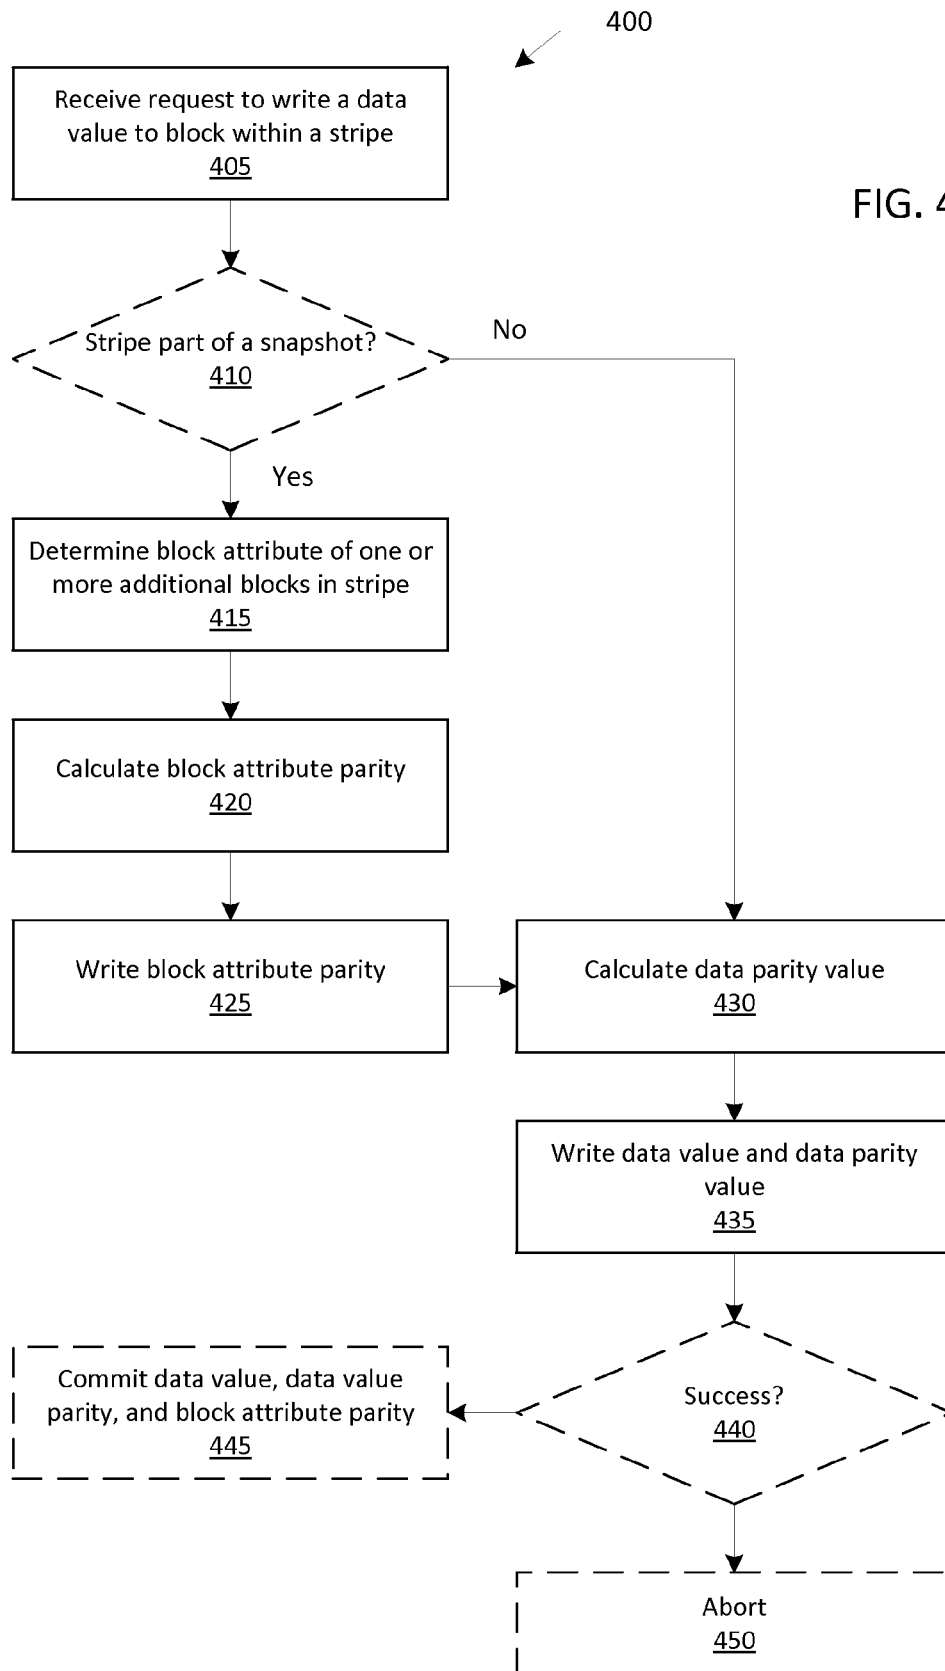 400
Receive request to write a data
value to block within a stripe
405
FIG. 4
Stripe part of a snapshot?
410
No
Yes
Determine block attribute of one or
more additional blocks in stripe
415
Calculate block attribute parity
420
Write block attribute parity
425
Calculate data parity value
430
Write data value and data parity
value
435
Commit data value, data value
parity, and block attribute parity
445
Success?
440
Abort
450